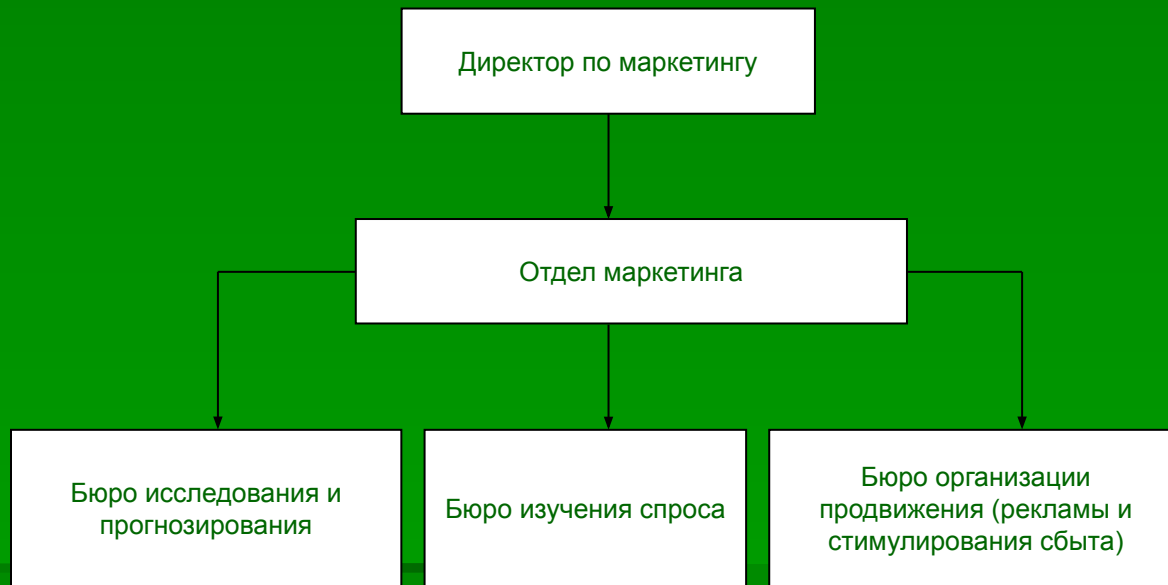 Директор по маркетингу
Отдел маркетинга
Бюро исследования и
прогнозирования
Бюро изучения спроса
Бюро организации
продвижения (рекламы и
стимулирования сбыта)